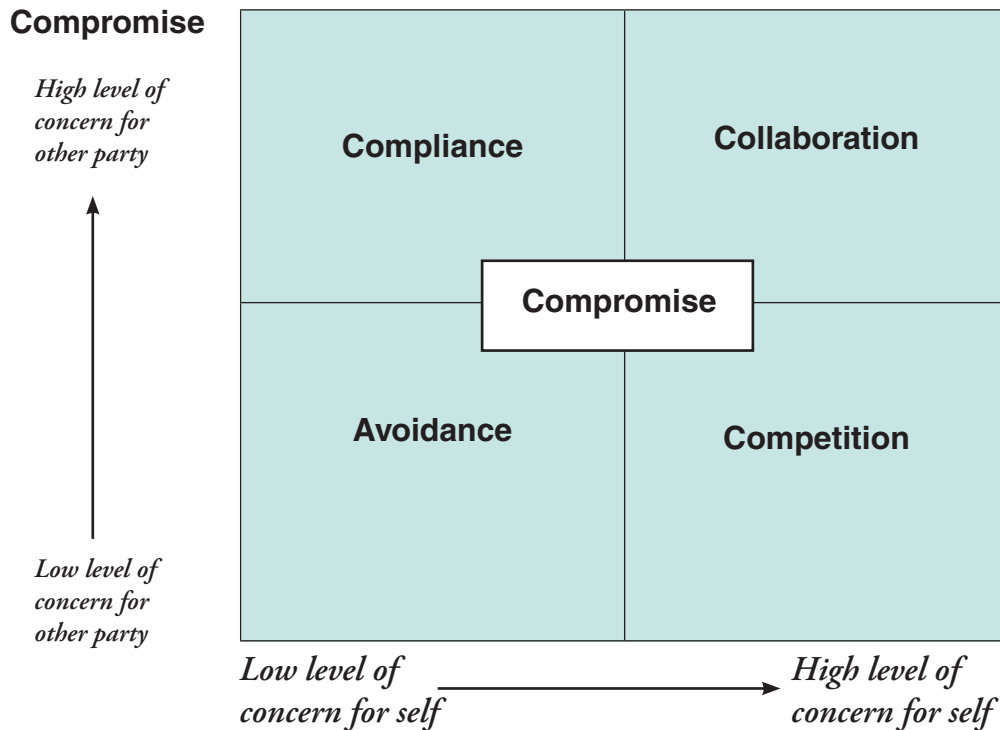 Compromise
High level of
concern for
other party
Compliance
Collaboration
Compromise
Avoidance
Competition
Low level of
concern for
other party
Low level of
concern for self
High level of
concern for self